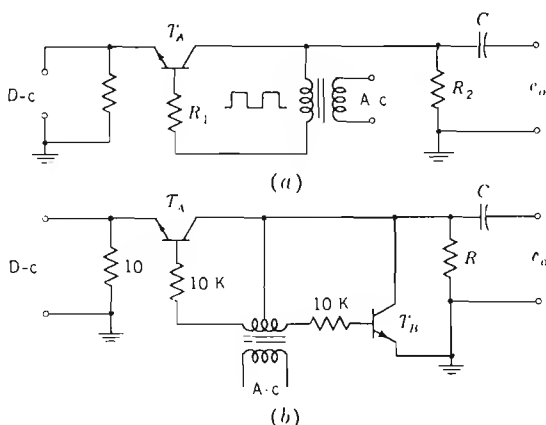 T_A
C
D-c
R_1
A-c
R_2
e_o
(a)
T_A
C
D-c
10
10 K
10 K
T_B
R
e_o
A-c
(b)